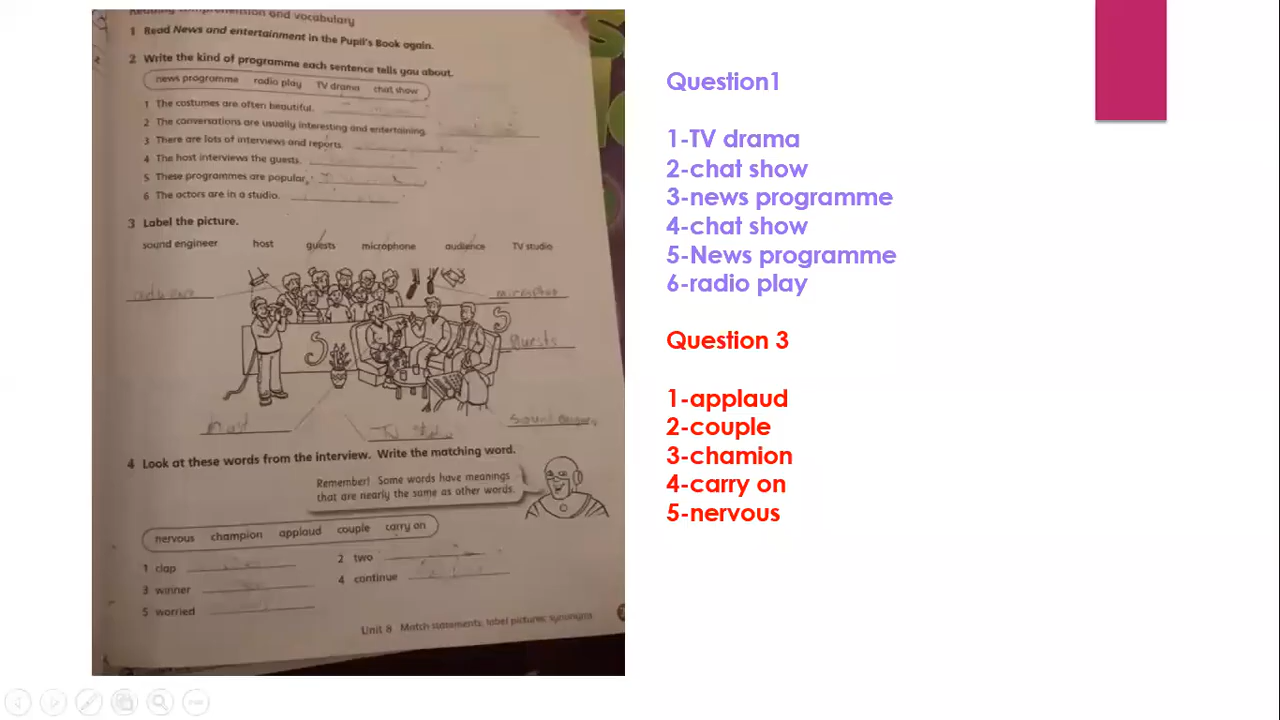 Reading comprehension and vocabulary
1 Read News and entertainment in the Pupil's Book again.
2 Write the kind of programme each sentence tells you about.
news programme radio play TV drama chat show
1 The costumes are often beautiful.
2 The conversations are usually interesting and entertaining.
3 There are lots of interviews and reports.
4 The host interviews the guests.
5 These programmes are popular.
6 The actors are in a studio.
3 Label the picture.
sound engineer host guests microphone audience TV studio
guests
host
TV
4 Look at these words from the interview. Write the matching word.
Remember! Some words have meanings
that are nearly the same as other words.
nervous champion applaud couple carry on
1 clap
2 two
3 winner
4 continue
5 worried
Unit 8 Match statements; label pictures; synonyms
Question1
1-TV drama
2-chat show
3-news programme
4-chat show
5-News programme
6-radio play
Question 3
1-applaud
2-couple
3-chamion
4-carry on
5-nervous